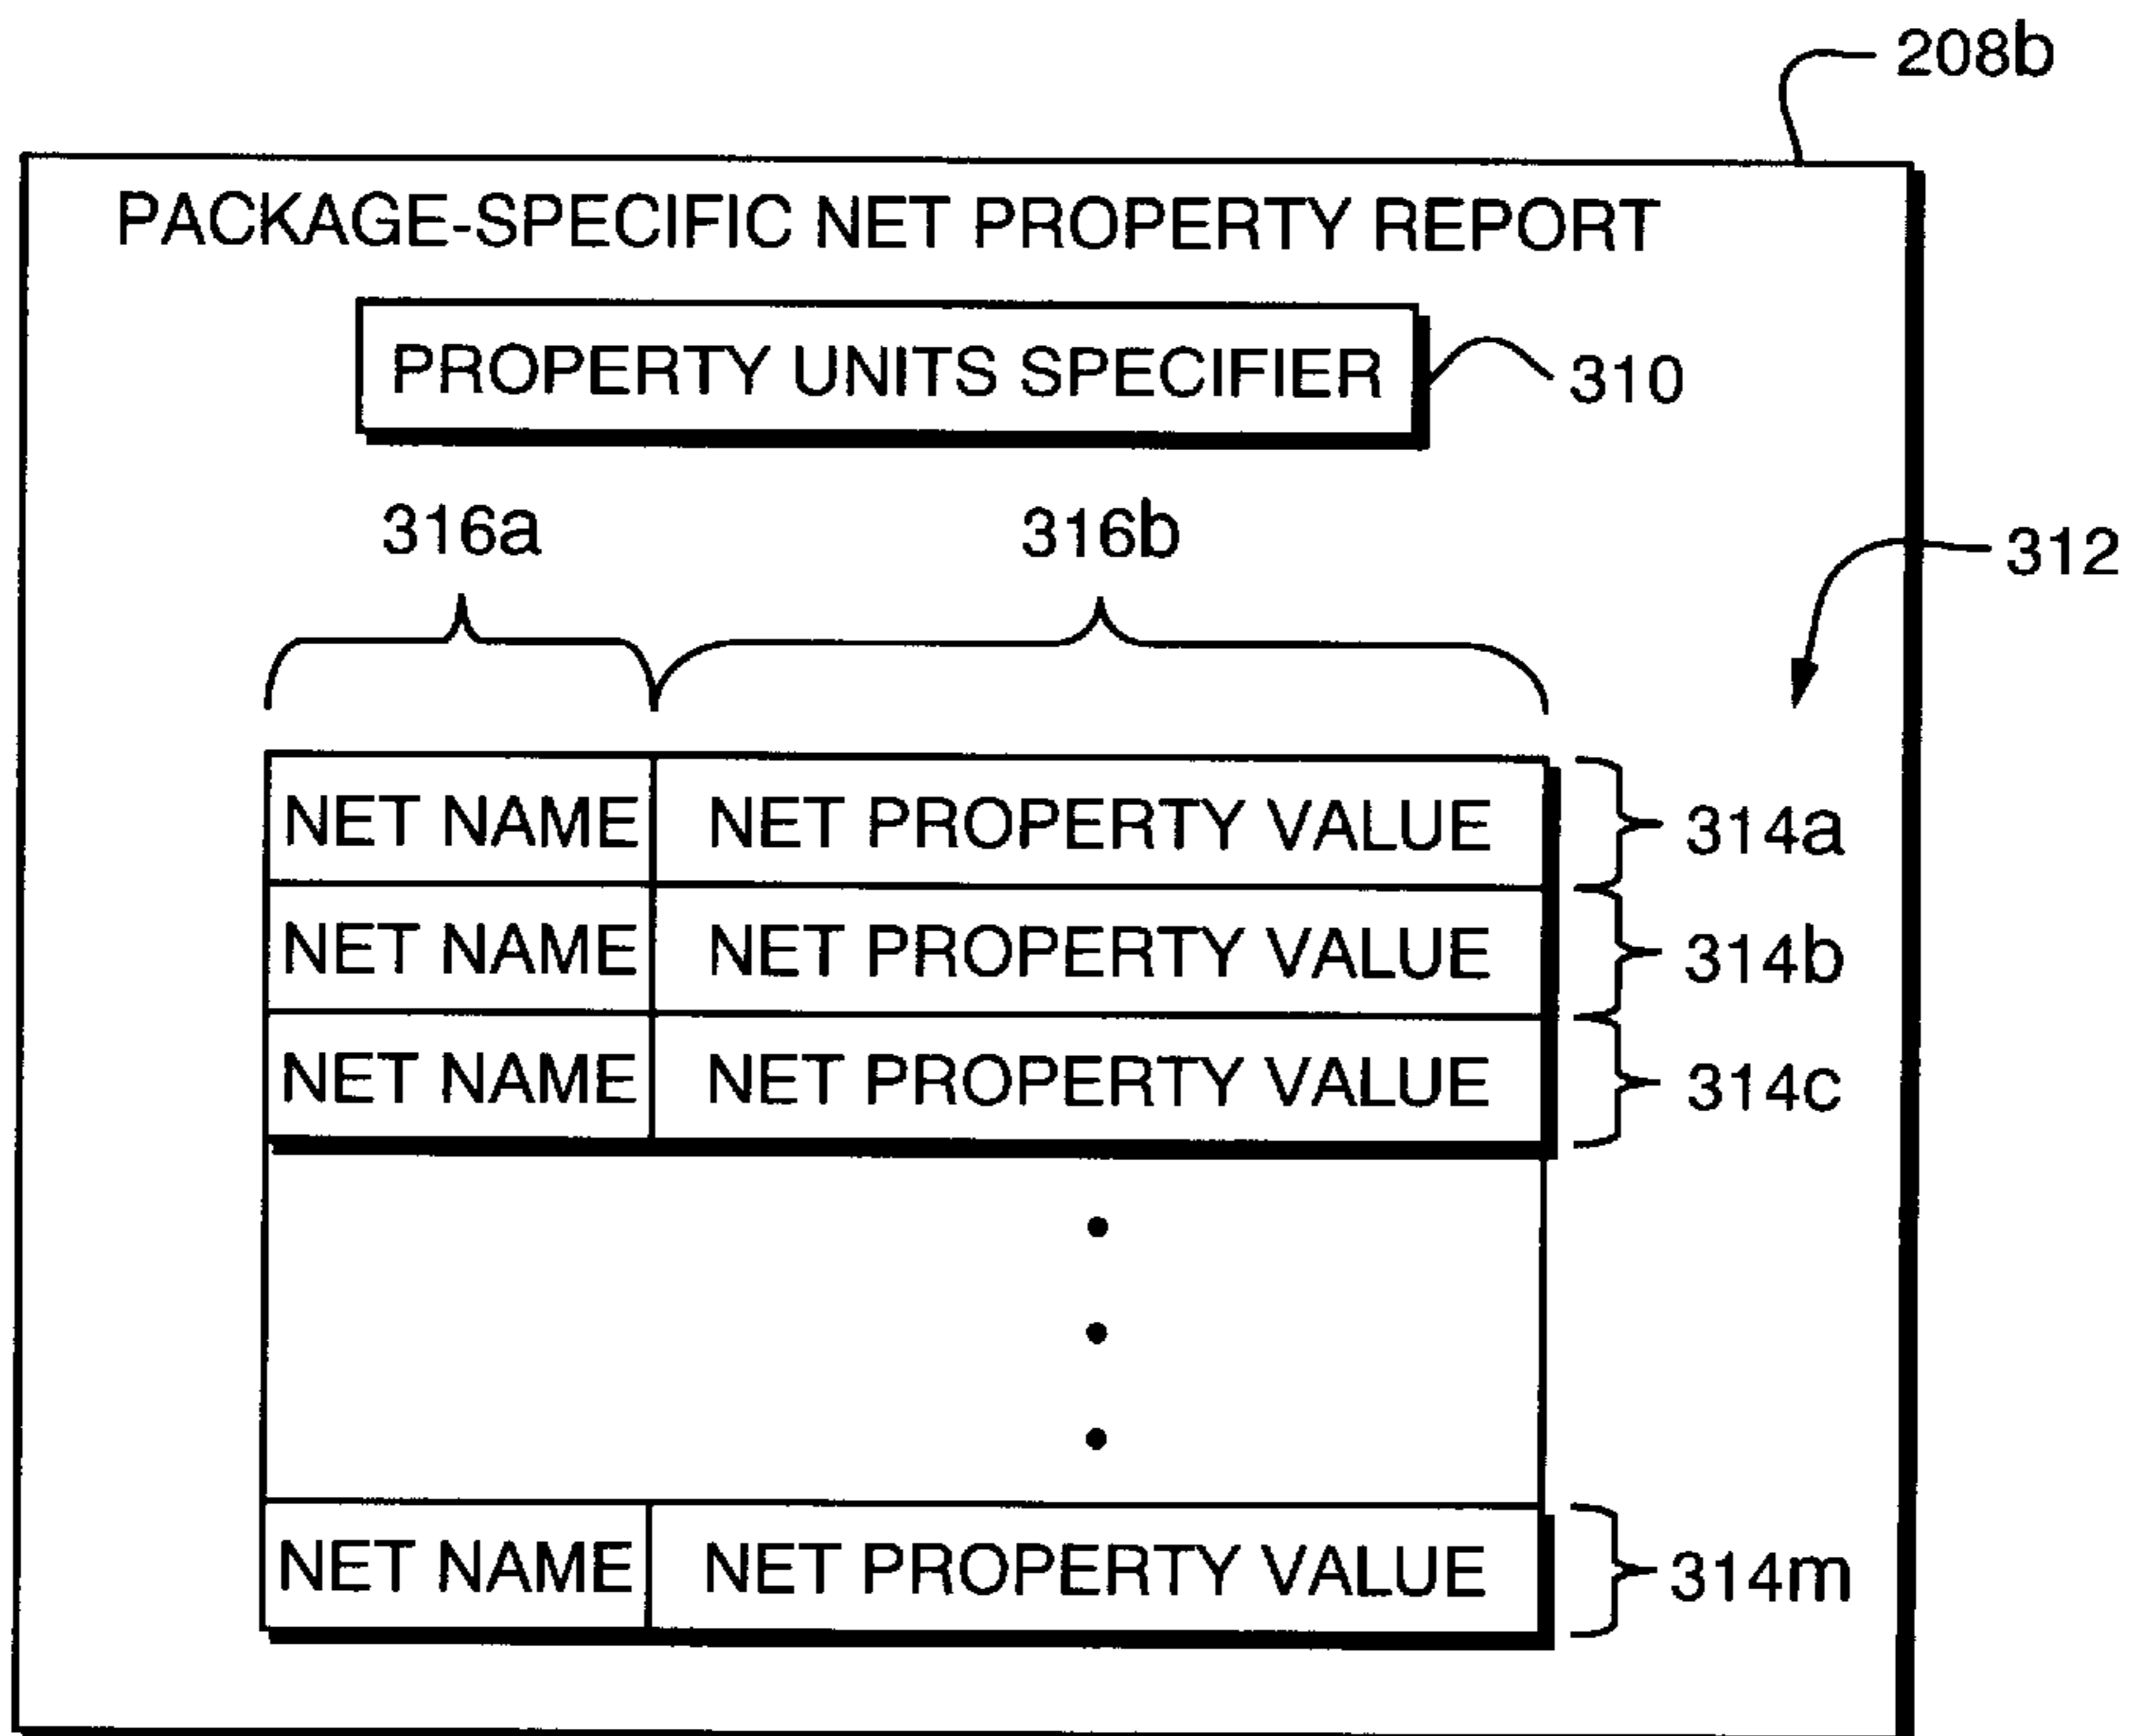 208b
PACKAGE-SPECIFIC NET PROPERTY REPORT
PROPERTY UNITS SPECIFIER
310
316a
316b
312
NET NAME NET PROPERTY VALUE 314a
NET NAME NET PROPERTY VALUE 314b
NET NAME NET PROPERTY VALUE 314c
NET NAME NET PROPERTY VALUE 314m